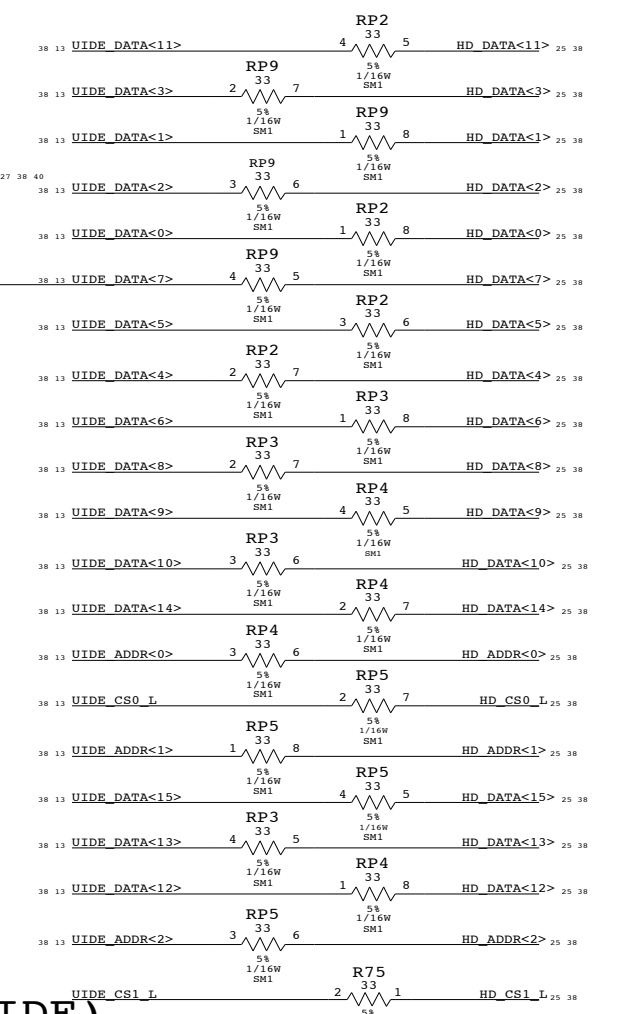 RP2
38 13 UIDE_DATA<11> 4 33 5 HD_DATA<11> 25 38
5%
1/16W
SM1
RP9
38 13 UIDE_DATA<3> 2 33 7 HD_DATA<3> 25 38
5%
1/16W
SM1
RP9
38 13 UIDE_DATA<1> 1 33 8 HD_DATA<1> 25 38
5%
1/16W
SM1
27 38 40
RP9
38 13 UIDE_DATA<2> 3 33 6 HD_DATA<2> 25 38
5%
1/16W
SM1
RP2
38 13 UIDE_DATA<0> 1 33 8 HD_DATA<0> 25 38
5%
1/16W
SM1
RP9
38 13 UIDE_DATA<7> 4 33 5 HD_DATA<7> 25 38
5%
1/16W
SM1
RP2
38 13 UIDE_DATA<5> 3 33 6 HD_DATA<5> 25 38
5%
1/16W
SM1
RP2
38 13 UIDE_DATA<4> 2 33 7 HD_DATA<4> 25 38
5%
1/16W
SM1
RP3
38 13 UIDE_DATA<6> 1 33 8 HD_DATA<6> 25 38
5%
1/16W
SM1
RP3
38 13 UIDE_DATA<8> 2 33 7 HD_DATA<8> 25 38
5%
1/16W
SM1
RP4
38 13 UIDE_DATA<9> 4 33 5 HD_DATA<9> 25 38
5%
1/16W
SM1
RP3
38 13 UIDE_DATA<10> 3 33 6 HD_DATA<10> 25 38
5%
1/16W
SM1
RP4
38 13 UIDE_DATA<14> 2 33 7 HD_DATA<14> 25 38
5%
1/16W
SM1
RP4
38 13 UIDE_ADDR<0> 3 33 6 HD_ADDR<0> 25 38
5%
1/16W
SM1
RP5
38 13 UIDE_CS0_L 2 33 7 HD_CS0_L 25 38
5%
1/16W
SM1
RP5
38 13 UIDE_ADDR<1> 1 33 8 HD_ADDR<1> 25 38
5%
1/16W
SM1
RP5
38 13 UIDE_DATA<15> 4 33 5 HD_DATA<15> 25 38
5%
1/16W
SM1
RP3
38 13 UIDE_DATA<13> 4 33 5 HD_DATA<13> 25 38
5%
1/16W
SM1
RP4
38 13 UIDE_DATA<12> 1 33 8 HD_DATA<12> 25 38
5%
1/16W
SM1
RP5
38 13 UIDE_ADDR<2> 3 33 6 HD_ADDR<2> 25 38
5%
1/16W
SM1
R75
UIDE_CS1_L 2 33 1 HD_CS1_L 25 38
5%